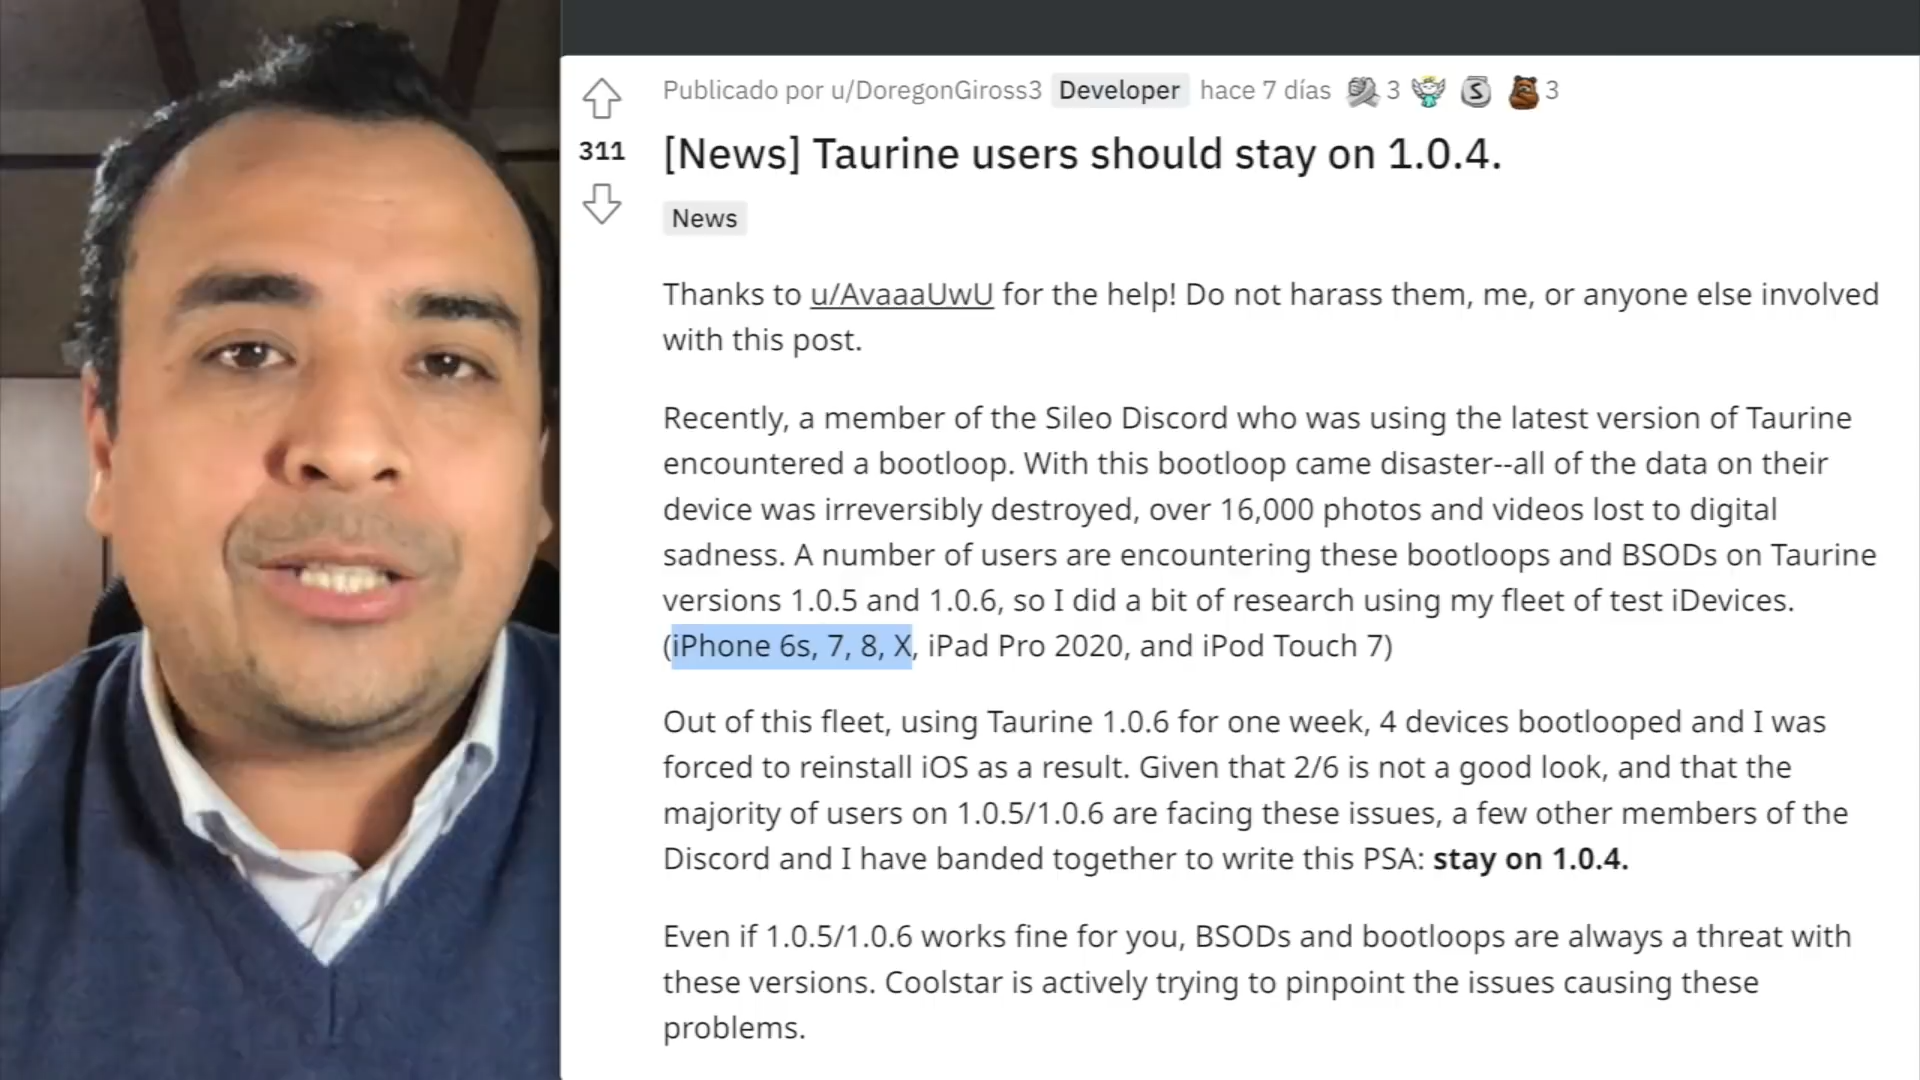 Publicado por u/DoregonGiross3 Developer hace 7 días 3 S 3
311
[News] Taurine users should stay on 1.0.4.
News
Thanks to u/AvaaaUwU for the help! Do not harass them, me, or anyone else involved
with this post.
Recently, a member of the Sileo Discord who was using the latest version of Taurine
encountered a bootloop. With this bootloop came disaster--all of the data on their
device was irreversibly destroyed, over 16,000 photos and videos lost to digital
sadness. A number of users are encountering these bootloops and BSODs on Taurine
versions 1.0.5 and 1.0.6, so I did a bit of research using my fleet of test iDevices.
(iPhone 6s, 7, 8, X, iPad Pro 2020, and iPod Touch 7)
Out of this fleet, using Taurine 1.0.6 for one week, 4 devices bootlooped and I was
forced to reinstall iOS as a result. Given that 2/6 is not a good look, and that the
majority of users on 1.0.5/1.0.6 are facing these issues, a few other members of the
Discord and I have banded together to write this PSA: stay on 1.0.4.
Even if 1.0.5/1.0.6 works fine for you, BSODs and bootloops are always a threat with
these versions. Coolstar is actively trying to pinpoint the issues causing these
problems.